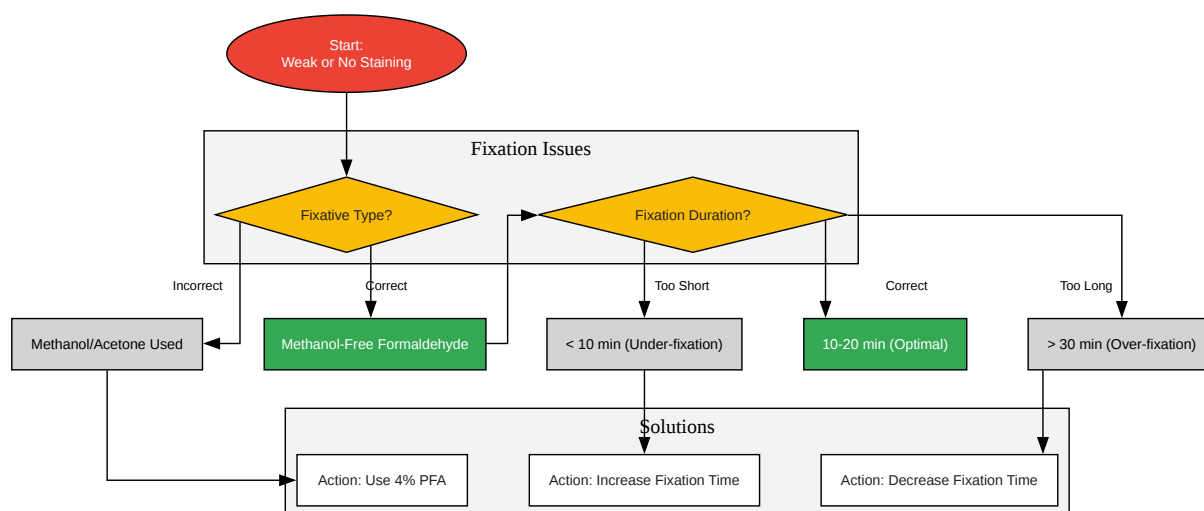 Start:
Weak or No Staining
Fixation Issues
Fixative Type?
Fixation Duration?
Incorrect
Correct
Too Short
Correct
Too Long
Methanol/Acetone Used
Methanol-Free Formaldehyde
< 10 min (Under-fixation)
10-20 min (Optimal)
> 30 min (Over-fixation)
Solutions
Action: Use 4% PFA
Action: Increase Fixation Time
Action: Decrease Fixation Time